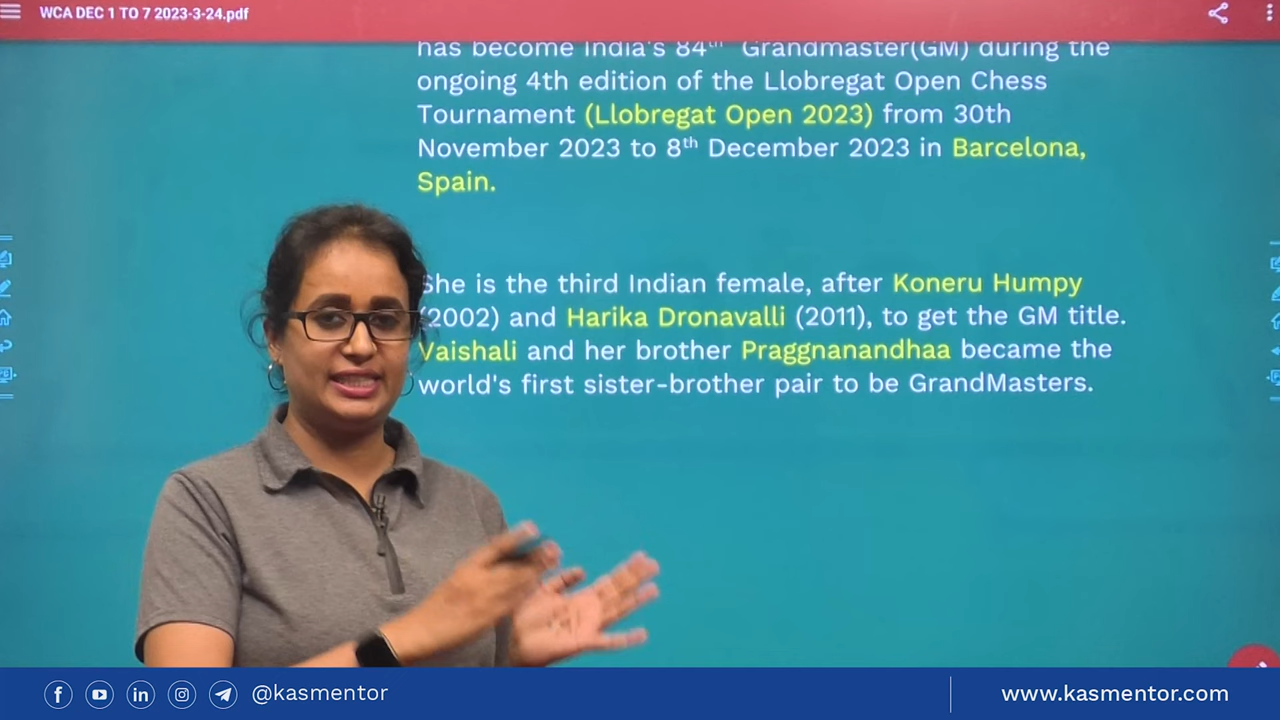 WCA DEC 1 TO 7 2023-3-24.pdf
has become India's 84th Grandmaster(GM) during the
ongoing 4th edition of the Llobregat Open Chess
Tournament (Llobregat Open 2023) from 30th
November 2023 to 8th December 2023 in Barcelona,
Spain.
She is the third Indian female, after Koneru Humpy
(2002) and Harika Dronavalli (2011), to get the GM title.
Vaishali and her brother Praggnanandhaa became the
world's first sister-brother pair to be GrandMasters.
@kasmentor
www.kasmentor.com